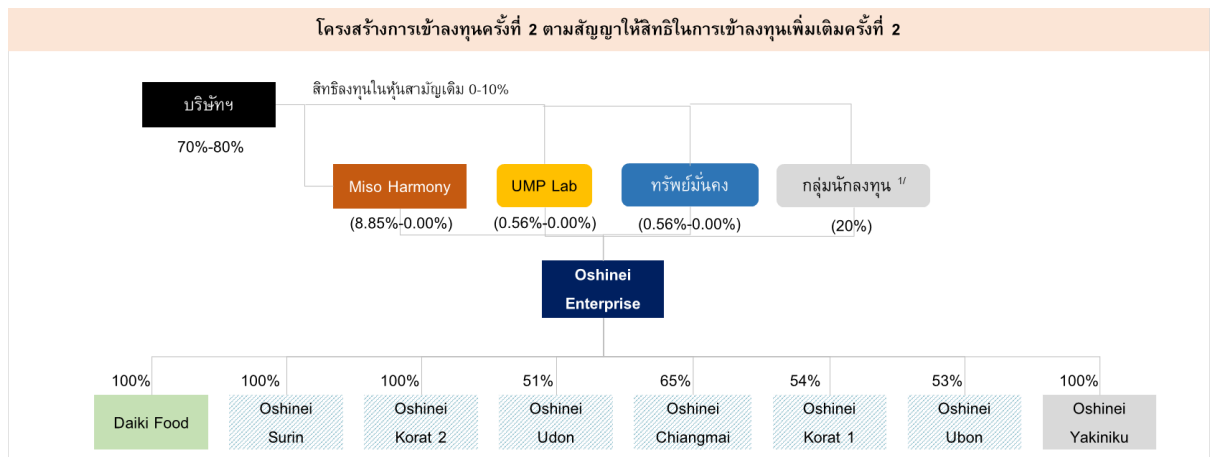 โครงสร้างการเข้าลงทุนครั้งที่ 2 ตามสัญญาให้สิทธิในการเข้าลงทุนเพิ่มเติมครั้งที่ 2
บริษัทฯ
สิทธิลงทุนในหุ้นสามัญเดิม 0-10%
70%-80%
Miso Harmony
UMP Lab
ทรัพย์มั่นคง
กลุ่มนักลงทุน 1/
(8.85%-0.00%)
(0.56%-0.00%)
(0.56%-0.00%)
(20%)
Oshinei
Enterprise
100%
100%
100%
51%
65%
54%
53%
100%
Daiki Food
Oshinei
Surin
Oshinei
Korat 2
Oshinei
Udon
Oshinei
Chiangmai
Oshinei
Korat 1
Oshinei
Ubon
Oshinei
Yakiniku